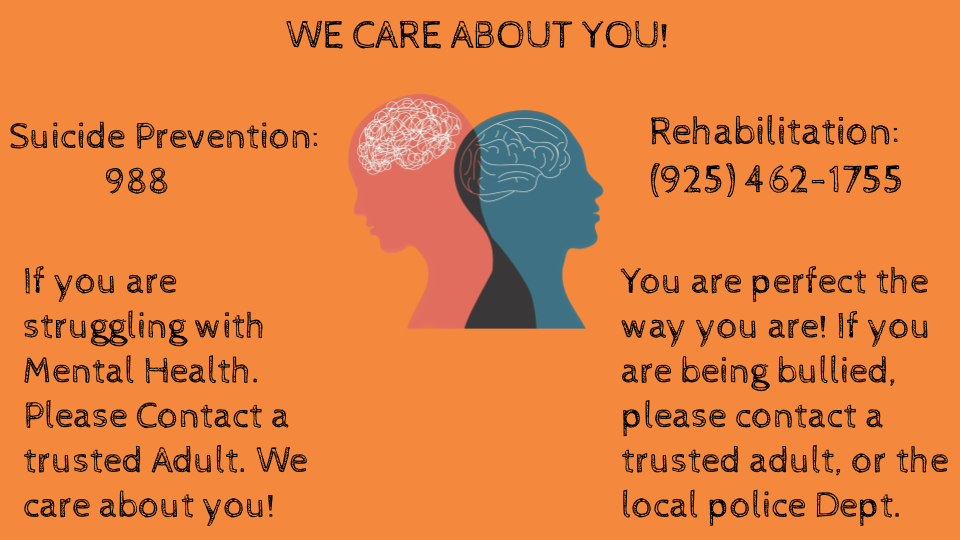 WE CARE ABOUT YOU!
Suicide Prevention:
988
If you are
struggling with
Mental Health.
Please Contact a
trusted Adult. We
care about you!
Rehabilitation:
(925) 462-1755
You are perfect the
way you are! If you
are being bullied,
please contact a
trusted adult, or the
local police Dept.